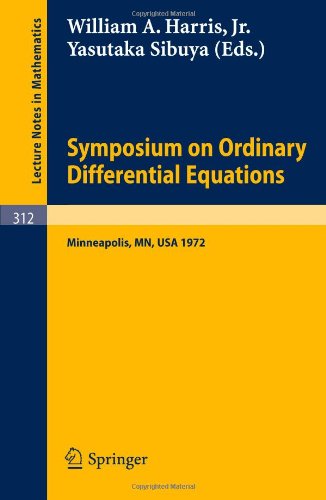 William A. Harris, Jr.
Yasutaka Sibuya (Eds.)
Lecture Notes in Mathematics
Symposium on Ordinary
Differential Equations
312
Minneapolis, MN, USA 1972
Springer